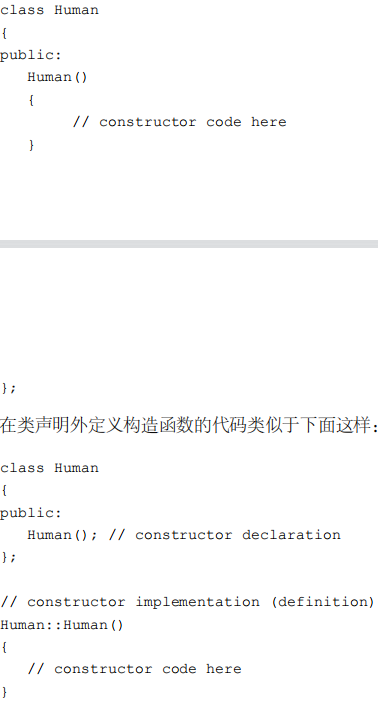 class Human
{
public:
   Human()
   {
        // constructor code here
   }
};
在类声明外定义构造函数的代码类似于下面这样：
class Human
{
public:
   Human(); // constructor declaration
};
// constructor implementation (definition)
Human::Human()
{
   // constructor code here
}